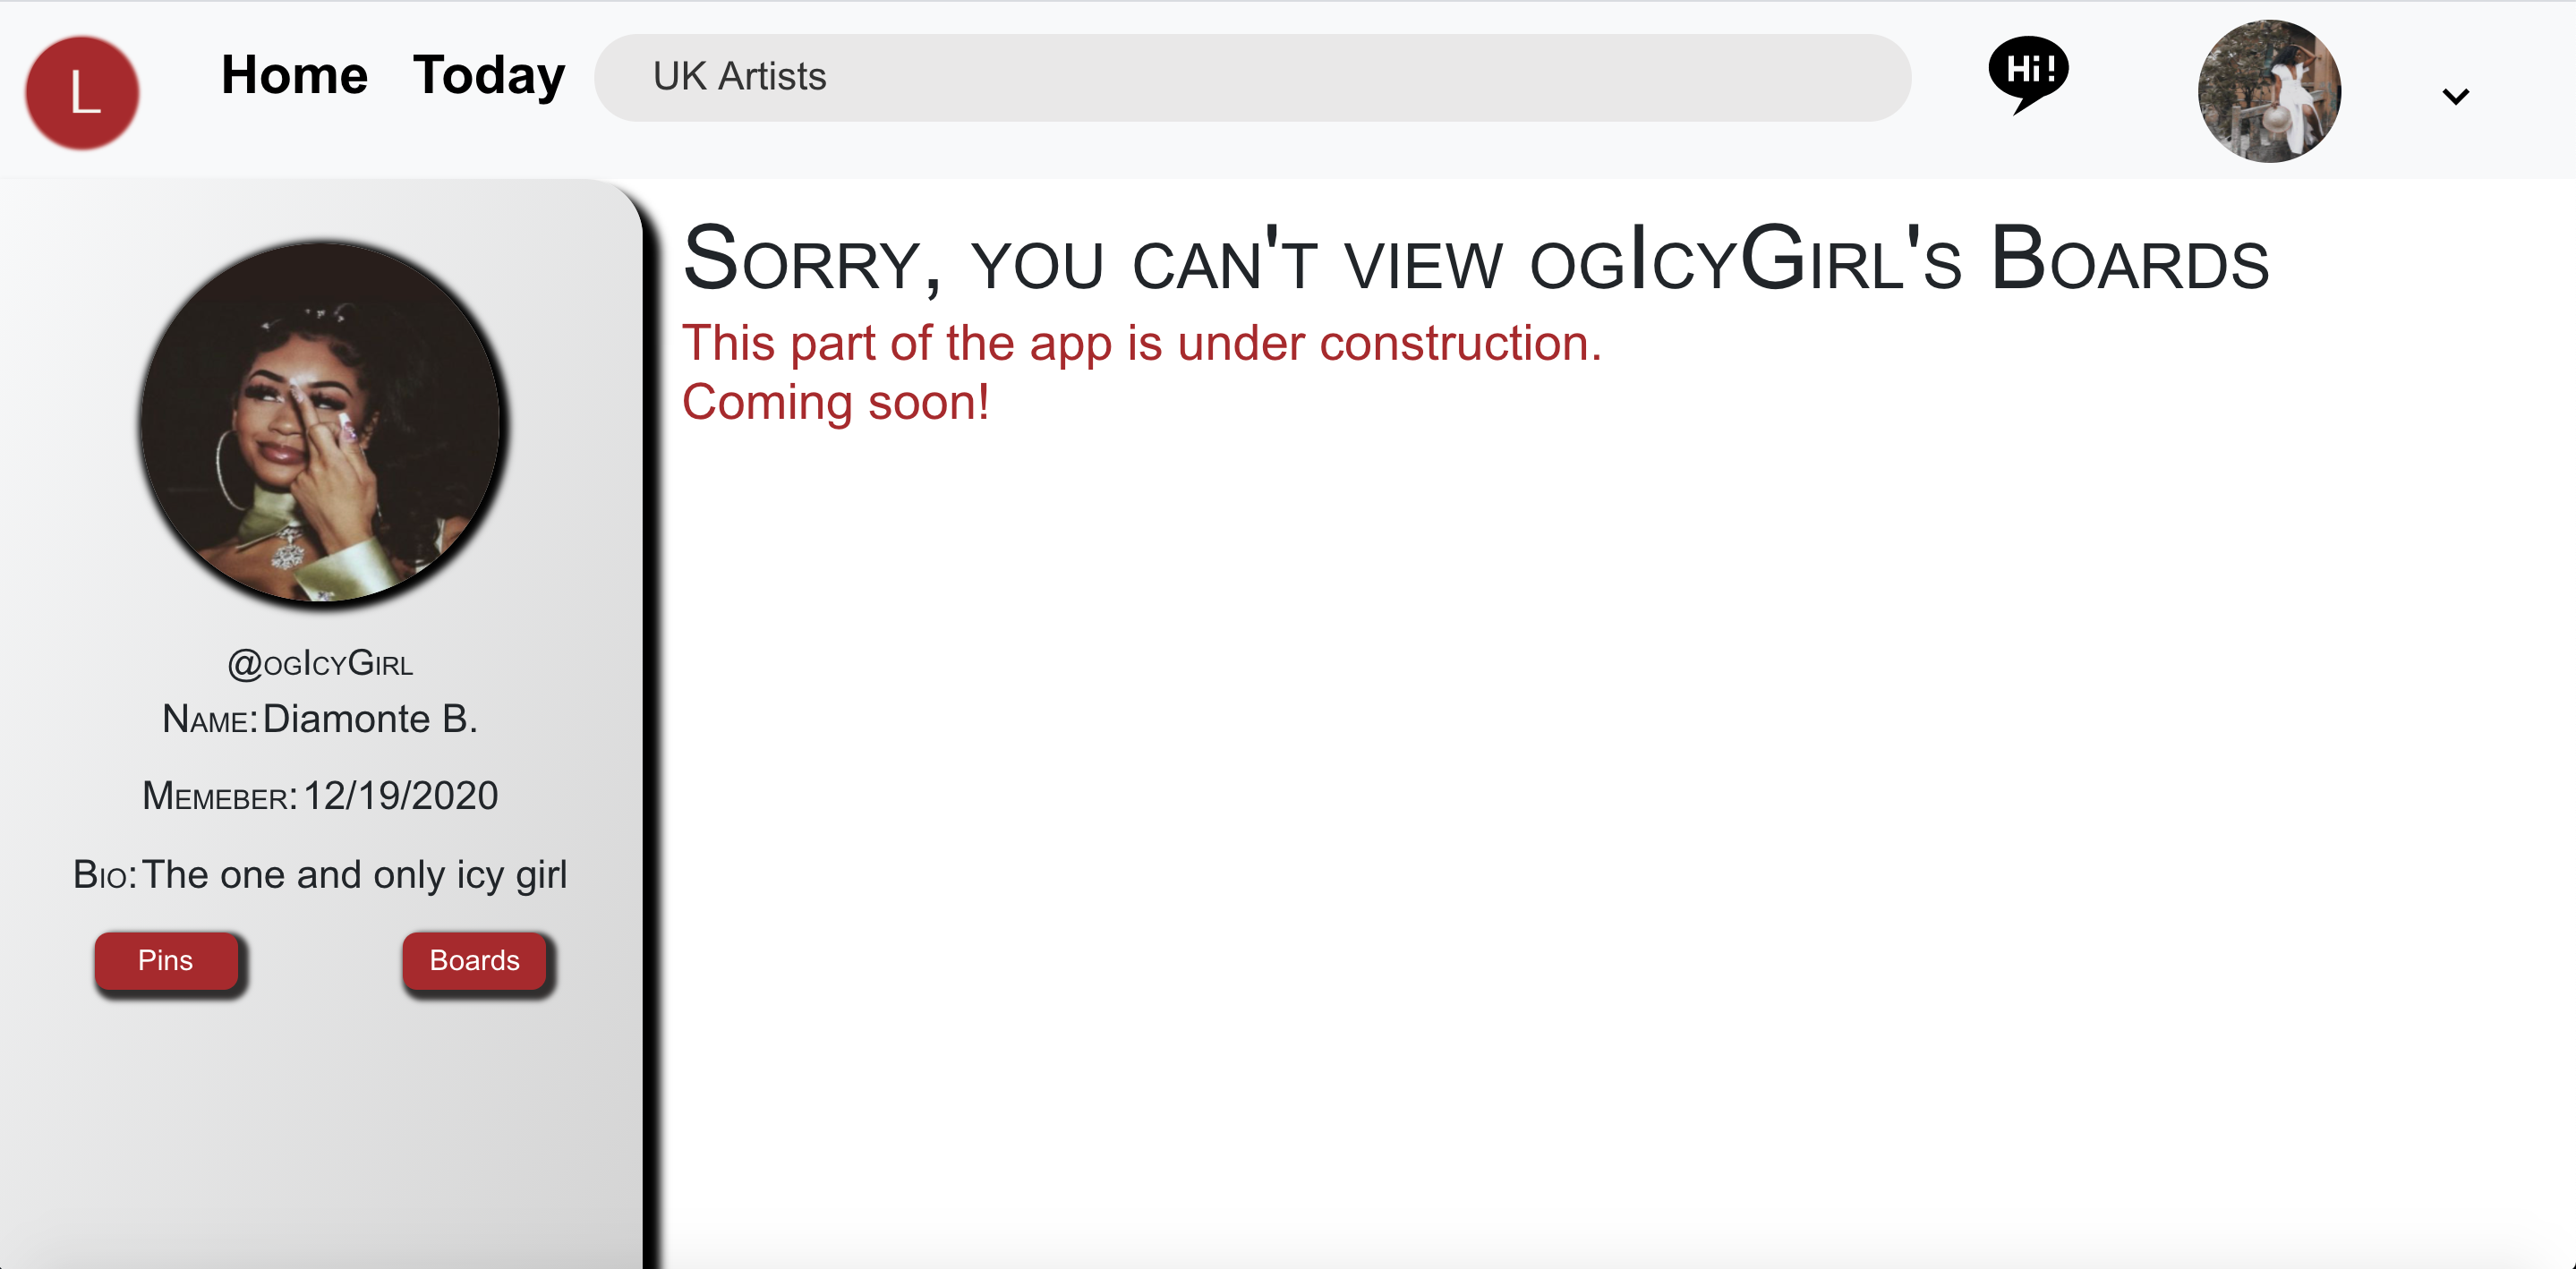 L
Home Today UK Artists Hi!
Sorry, you can't view ogIcyGirl's Boards
This part of the app is under construction.
Coming soon!
@ogIcyGirl
Name: Diamonte B.
Memeber: 12/19/2020
Bio: The one and only icy girl
Pins Boards